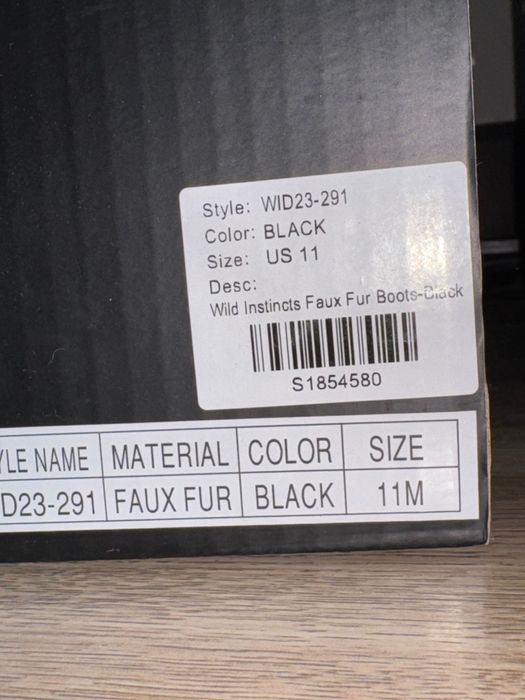 Style: WID23-291
Color: BLACK
Size: US 11
Desc:
Wild Instincts Faux Fur Boots-Black
S1854580
YLE NAME MATERIAL COLOR SIZE
D23-291 FAUX FUR BLACK 11M